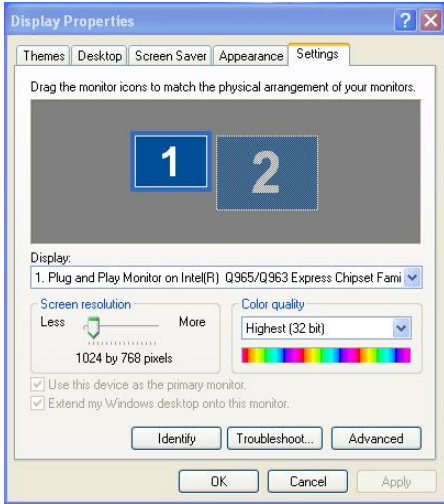 Display Properties
Themes Desktop Screen Saver Appearance Settings
Drag the monitor icons to match the physical arrangement of your monitors.
1 2
Display:
1. Plug and Play Monitor on Intel(R) Q965/Q963 Express Chipset Fami
Screen resolution
Less More
1024 by 768 pixels
Color quality
Highest (32 bit)
Use this device as the primary monitor.
Extend my Windows desktop onto this monitor.
Identify Troubleshoot... Advanced
OK Cancel Apply